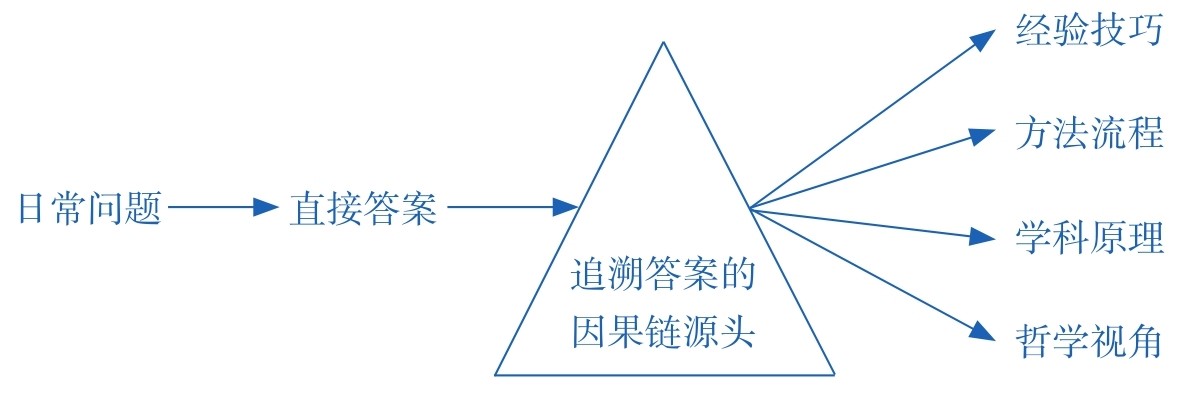 日常问题
直接答案
追溯答案的
因果链源头
经验技巧
方法流程
学科原理
哲学视角